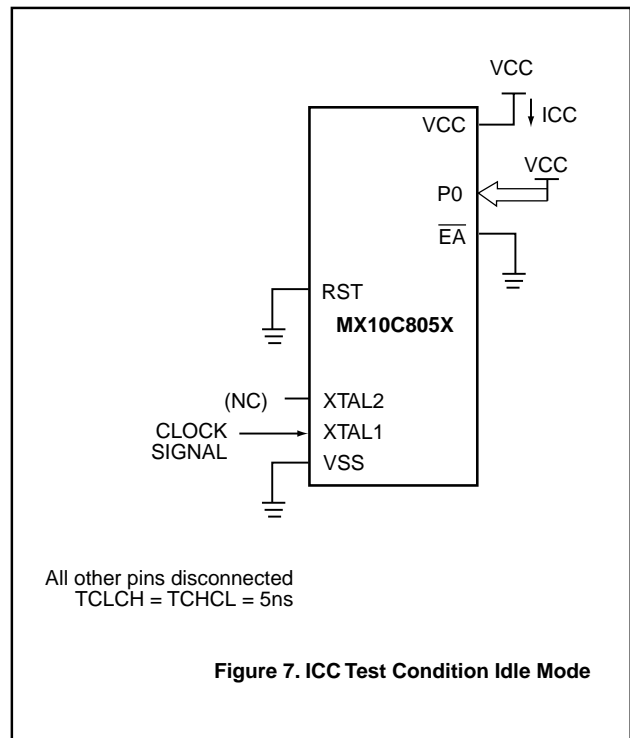 VCC
ICC
VCC
VCC
P0
EA
RST
MX10C805X
(NC)
XTAL2
CLOCK
SIGNAL
XTAL1
VSS
All other pins disconnected
TCLCH = TCHCL = 5ns
Figure 7. ICC Test Condition Idle Mode